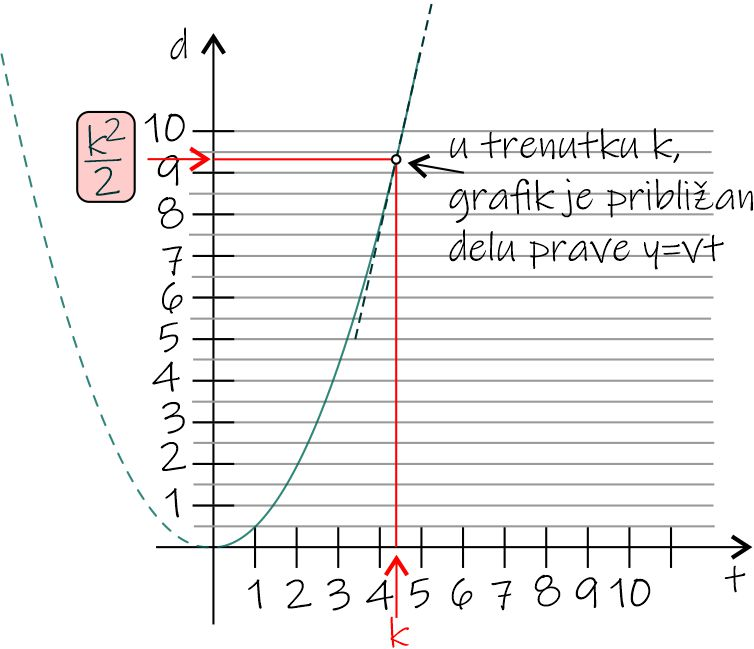 d
k²/2
10
9
8
7
6
5
4
3
2
1
u trenutku k,
grafik je približan
delu prave y=vt
1 2 3 4 5 6 7 8 9 10
t
k